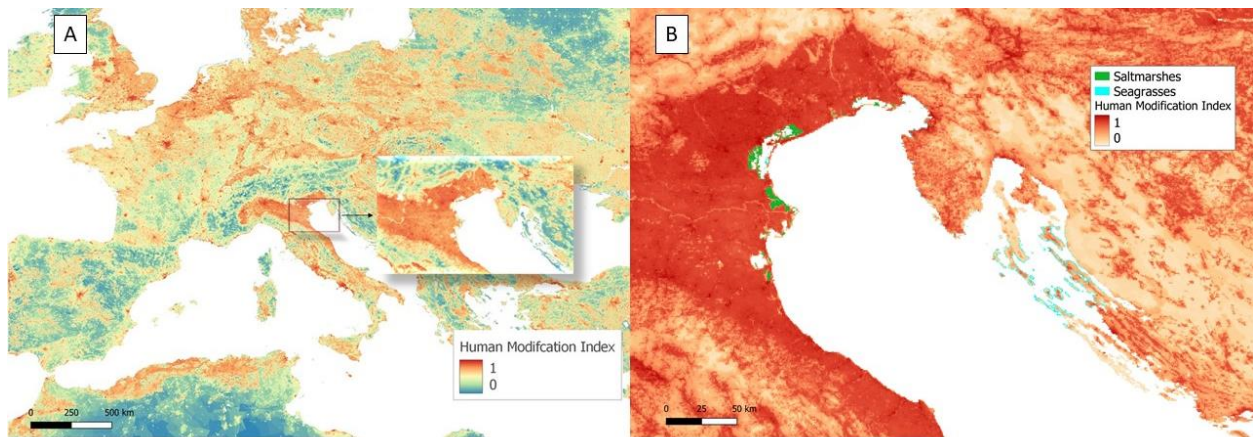 A
Human Modifcation Index
1
0
0 250 500 km
B
Saltmarshes
Seagrasses
Human Modification Index
1
0
0 25 50 km